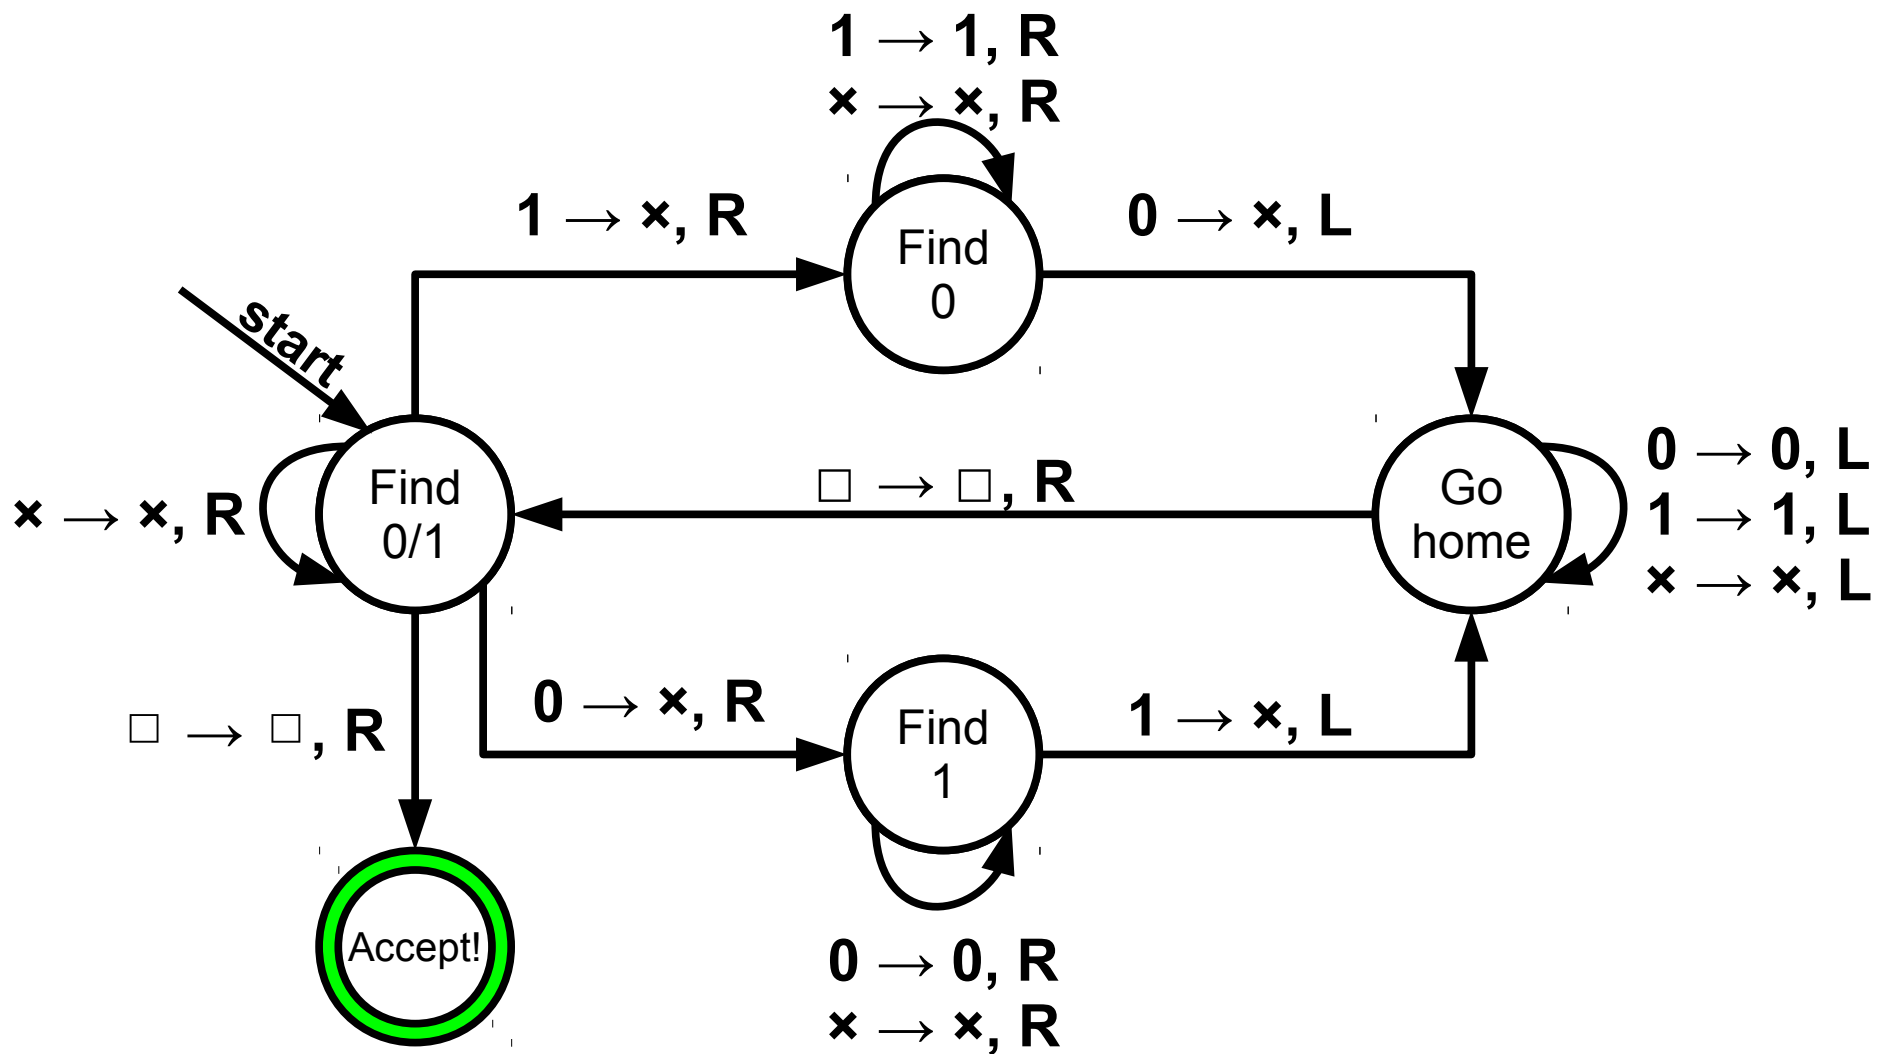 1 → 1, R
× → ×, R
1 → ×, R
Find
0
0 → ×, L
start
Find
0/1
× → ×, R
□ → □, R
Go
home
0 → 0, L
1 → 1, L
× → ×, L
□ → □, R
0 → ×, R
Find
1
1 → ×, L
Accept!
0 → 0, R
× → ×, R